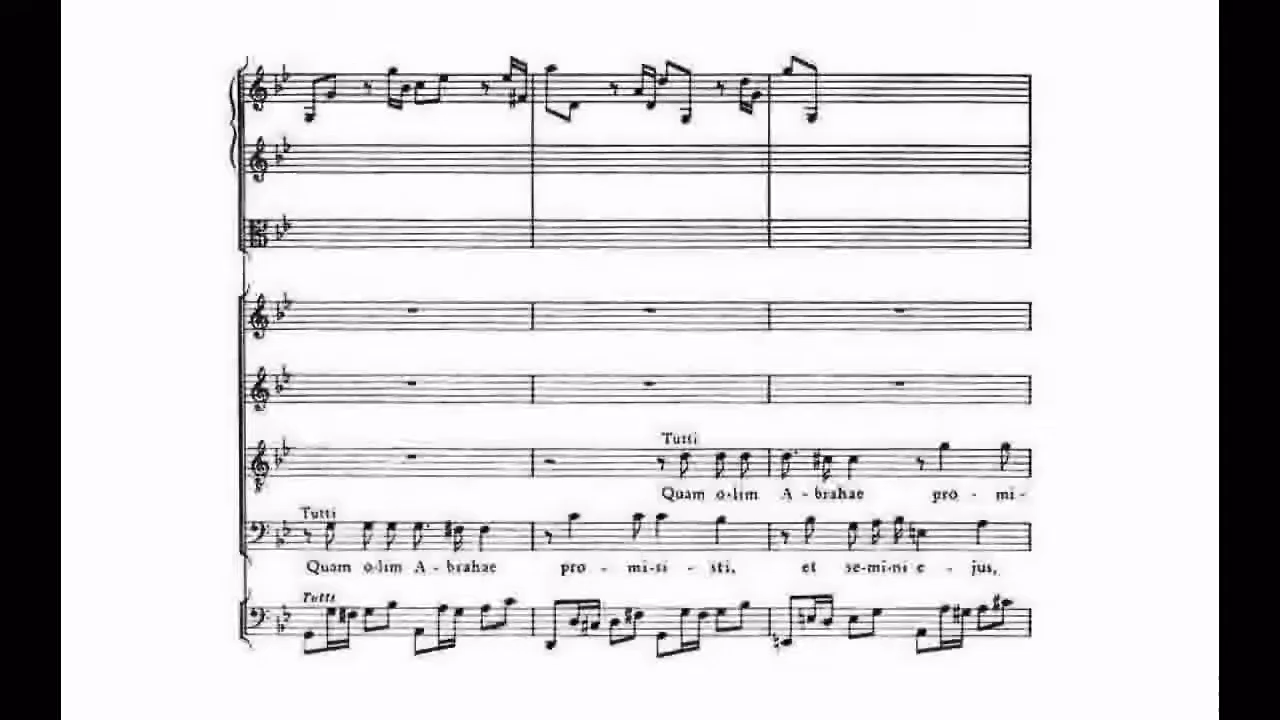 Tutti
Quam o-lim A - brahae pro - mi-
Tutti
Quam o-lim A - brahae pro - mi-si - sti, et se-mi-ni e - jus,
Tutti